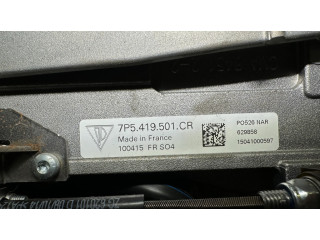 7P5.419.501.CR
Made in France
100415 FR SO4
PO526 NAR
629858
15041000597